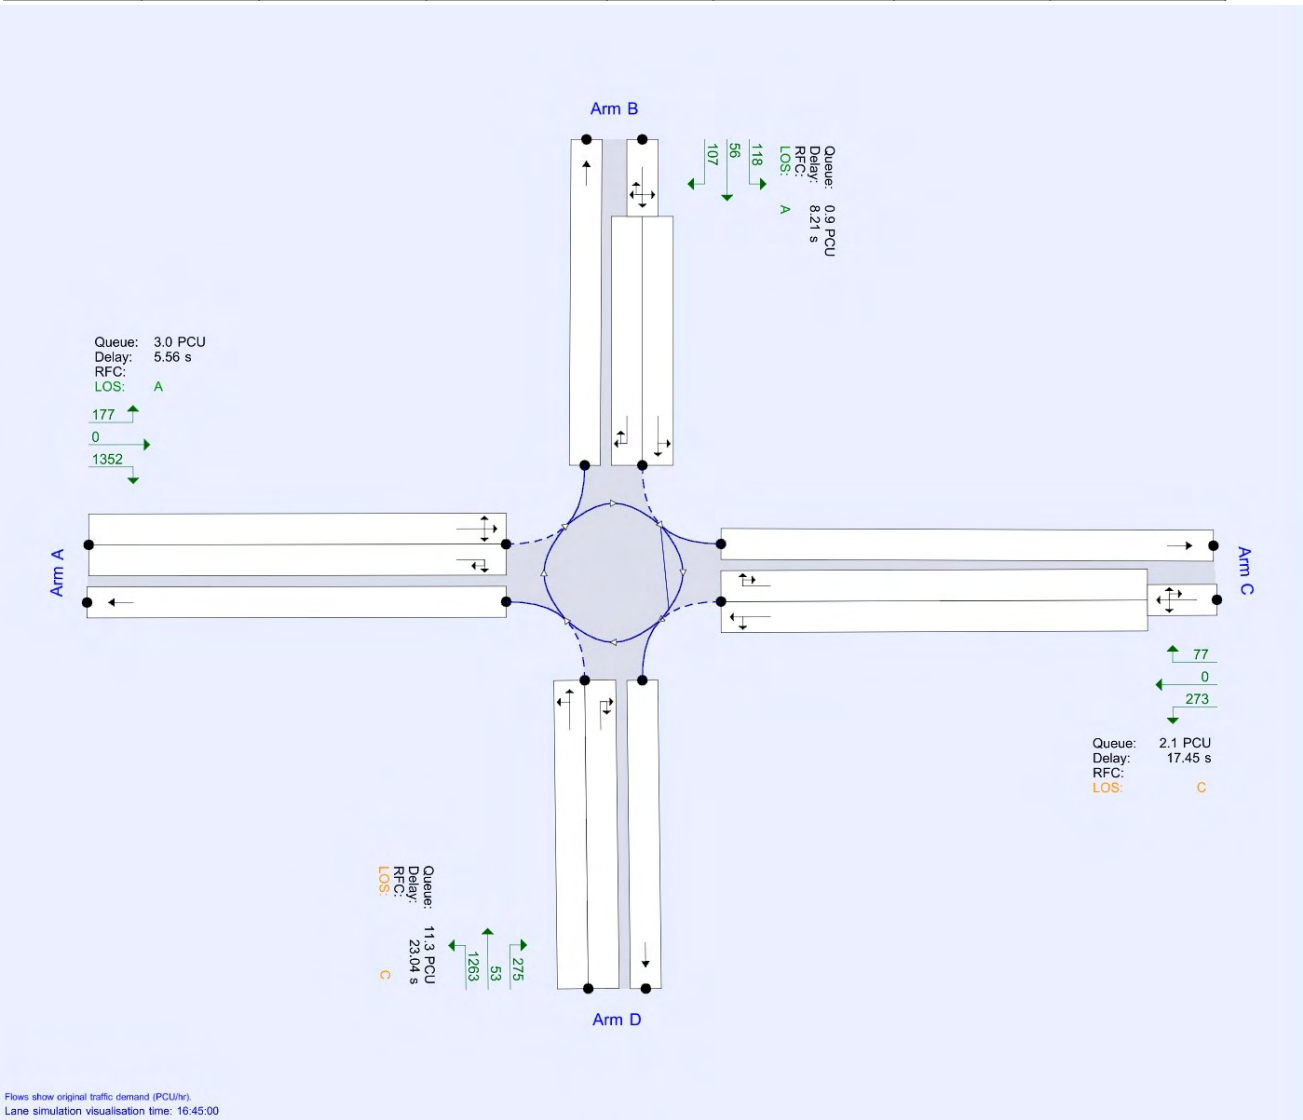 Arm B
107
56
118
Queue: 0.9 PCU
Delay: 8.21 s
RFC:
LOS: A
Queue: 3.0 PCU
Delay: 5.56 s
RFC:
LOS: A
177
0
1352
Arm A
Arm C
77
0
273
Queue: 2.1 PCU
Delay: 17.45 s
RFC:
LOS: C
Queue: 11.3 PCU
Delay: 23.04 s
RFC:
LOS: C
1263
53
275
Arm D
Flows show original traffic demand (PCU/hr).
Lane simulation visualisation time: 16:45:00